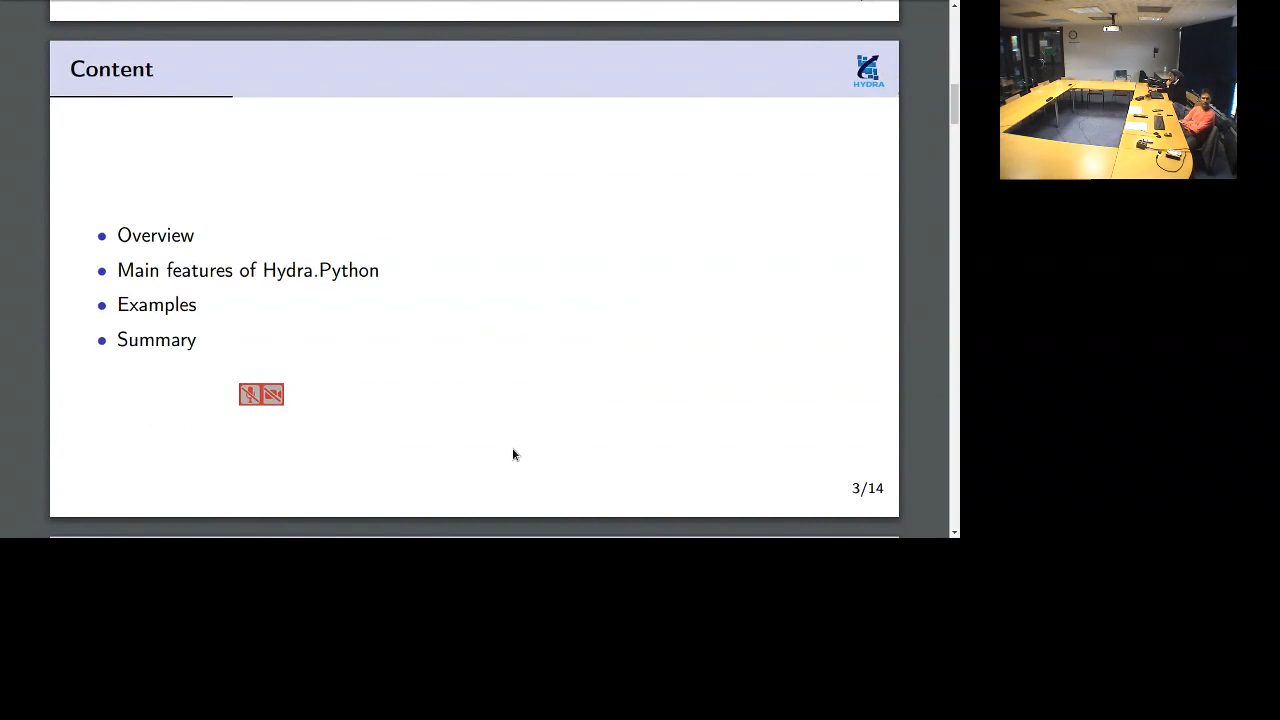 Content
HYDRA
Overview
Main features of Hydra.Python
Examples
Summary
3/14